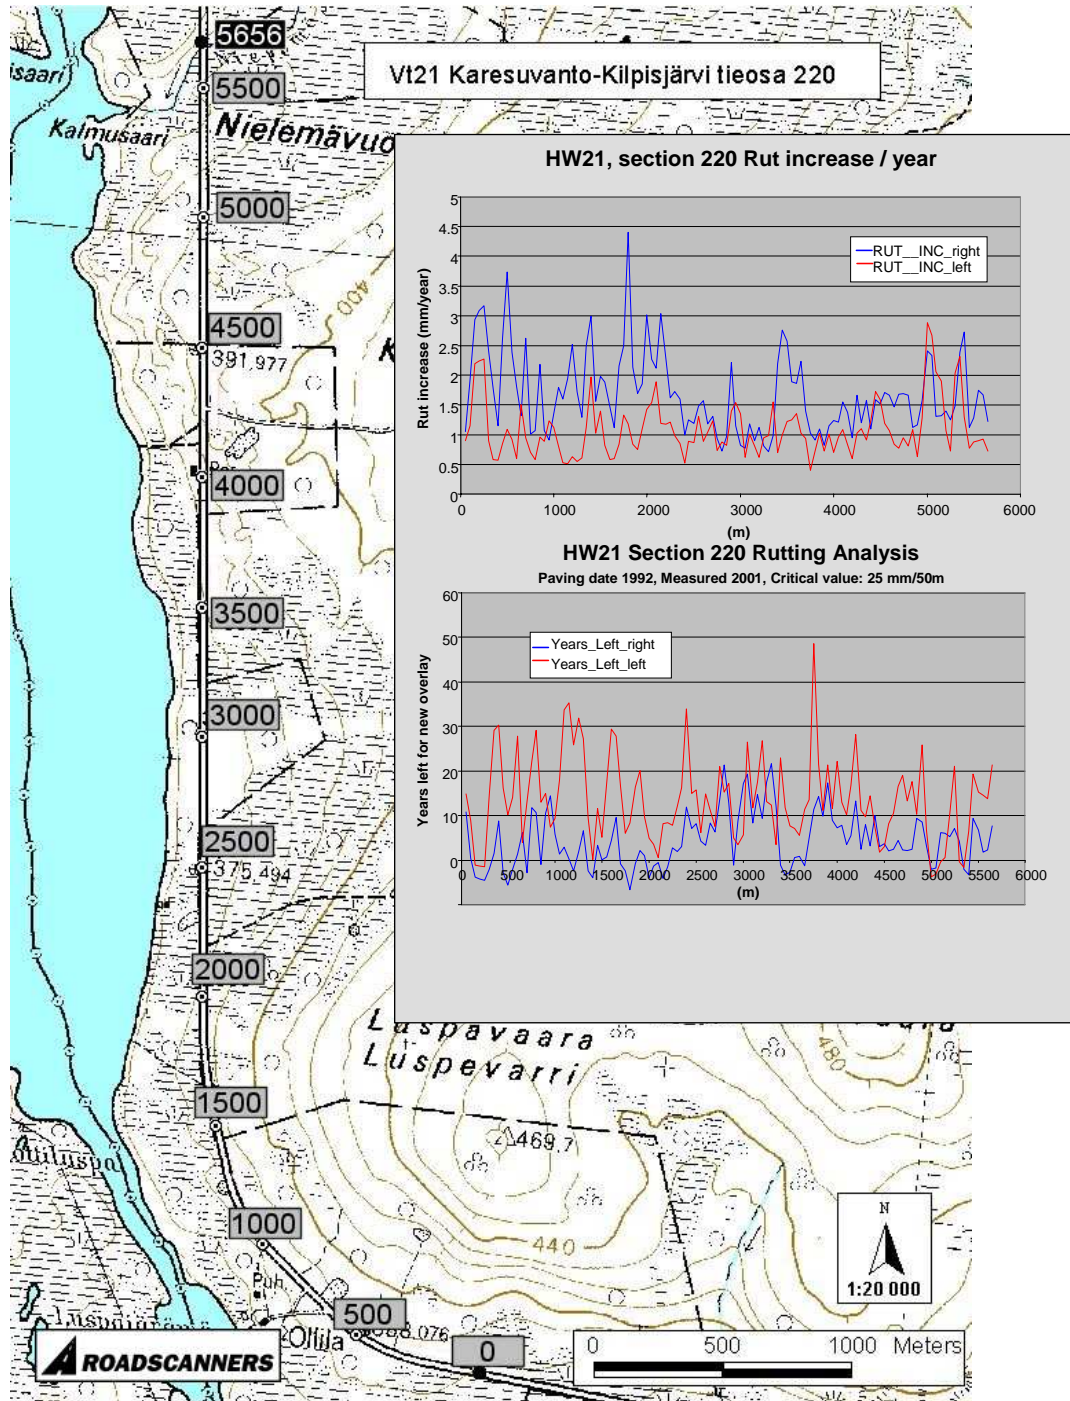 5656
Vt21 Karesuvanto-Kilpisjärvi tieosa 220
5500
Kalmusaari
Nielemävuo
HW21, section 220 Rut increase / year
5000
Rut increase (mm/year)
5
4.5
4
3.5
3
2.5
2
1.5
1
0.5
0
RUT__INC_right
RUT__INC_left
0 1000 2000 3000 4000 5000 6000
(m)
400
4500
391,977
K
4000
HW21 Section 220 Rutting Analysis
Paving date 1992, Measured 2001, Critical value: 25 mm/50m
Years left for new overlay
60
50
40
30
20
10
0
Years_Left_right
Years_Left_left
0 500 1000 1500 2000 2500 3000 3500 4000 4500 5000 5500 6000
(m)
3500
3000
2500
375,494
2000
Luspavaara
Luspevarri
480
1500
469,7
1000
440
Puh
N
1:20 000
500
Ollila
0
ROADSCANNERS
0 500 1000 Meters